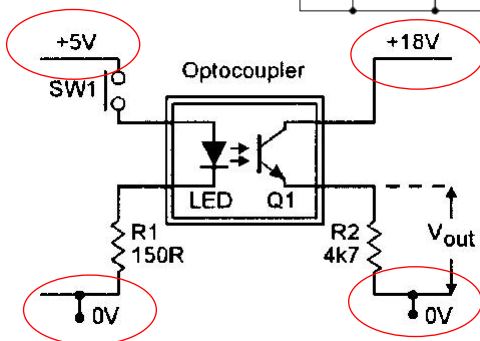 +5V
+18V
SW1
Optocoupler
LED
Q1
R1
150R
R2
4k7
Vout
0V
0V